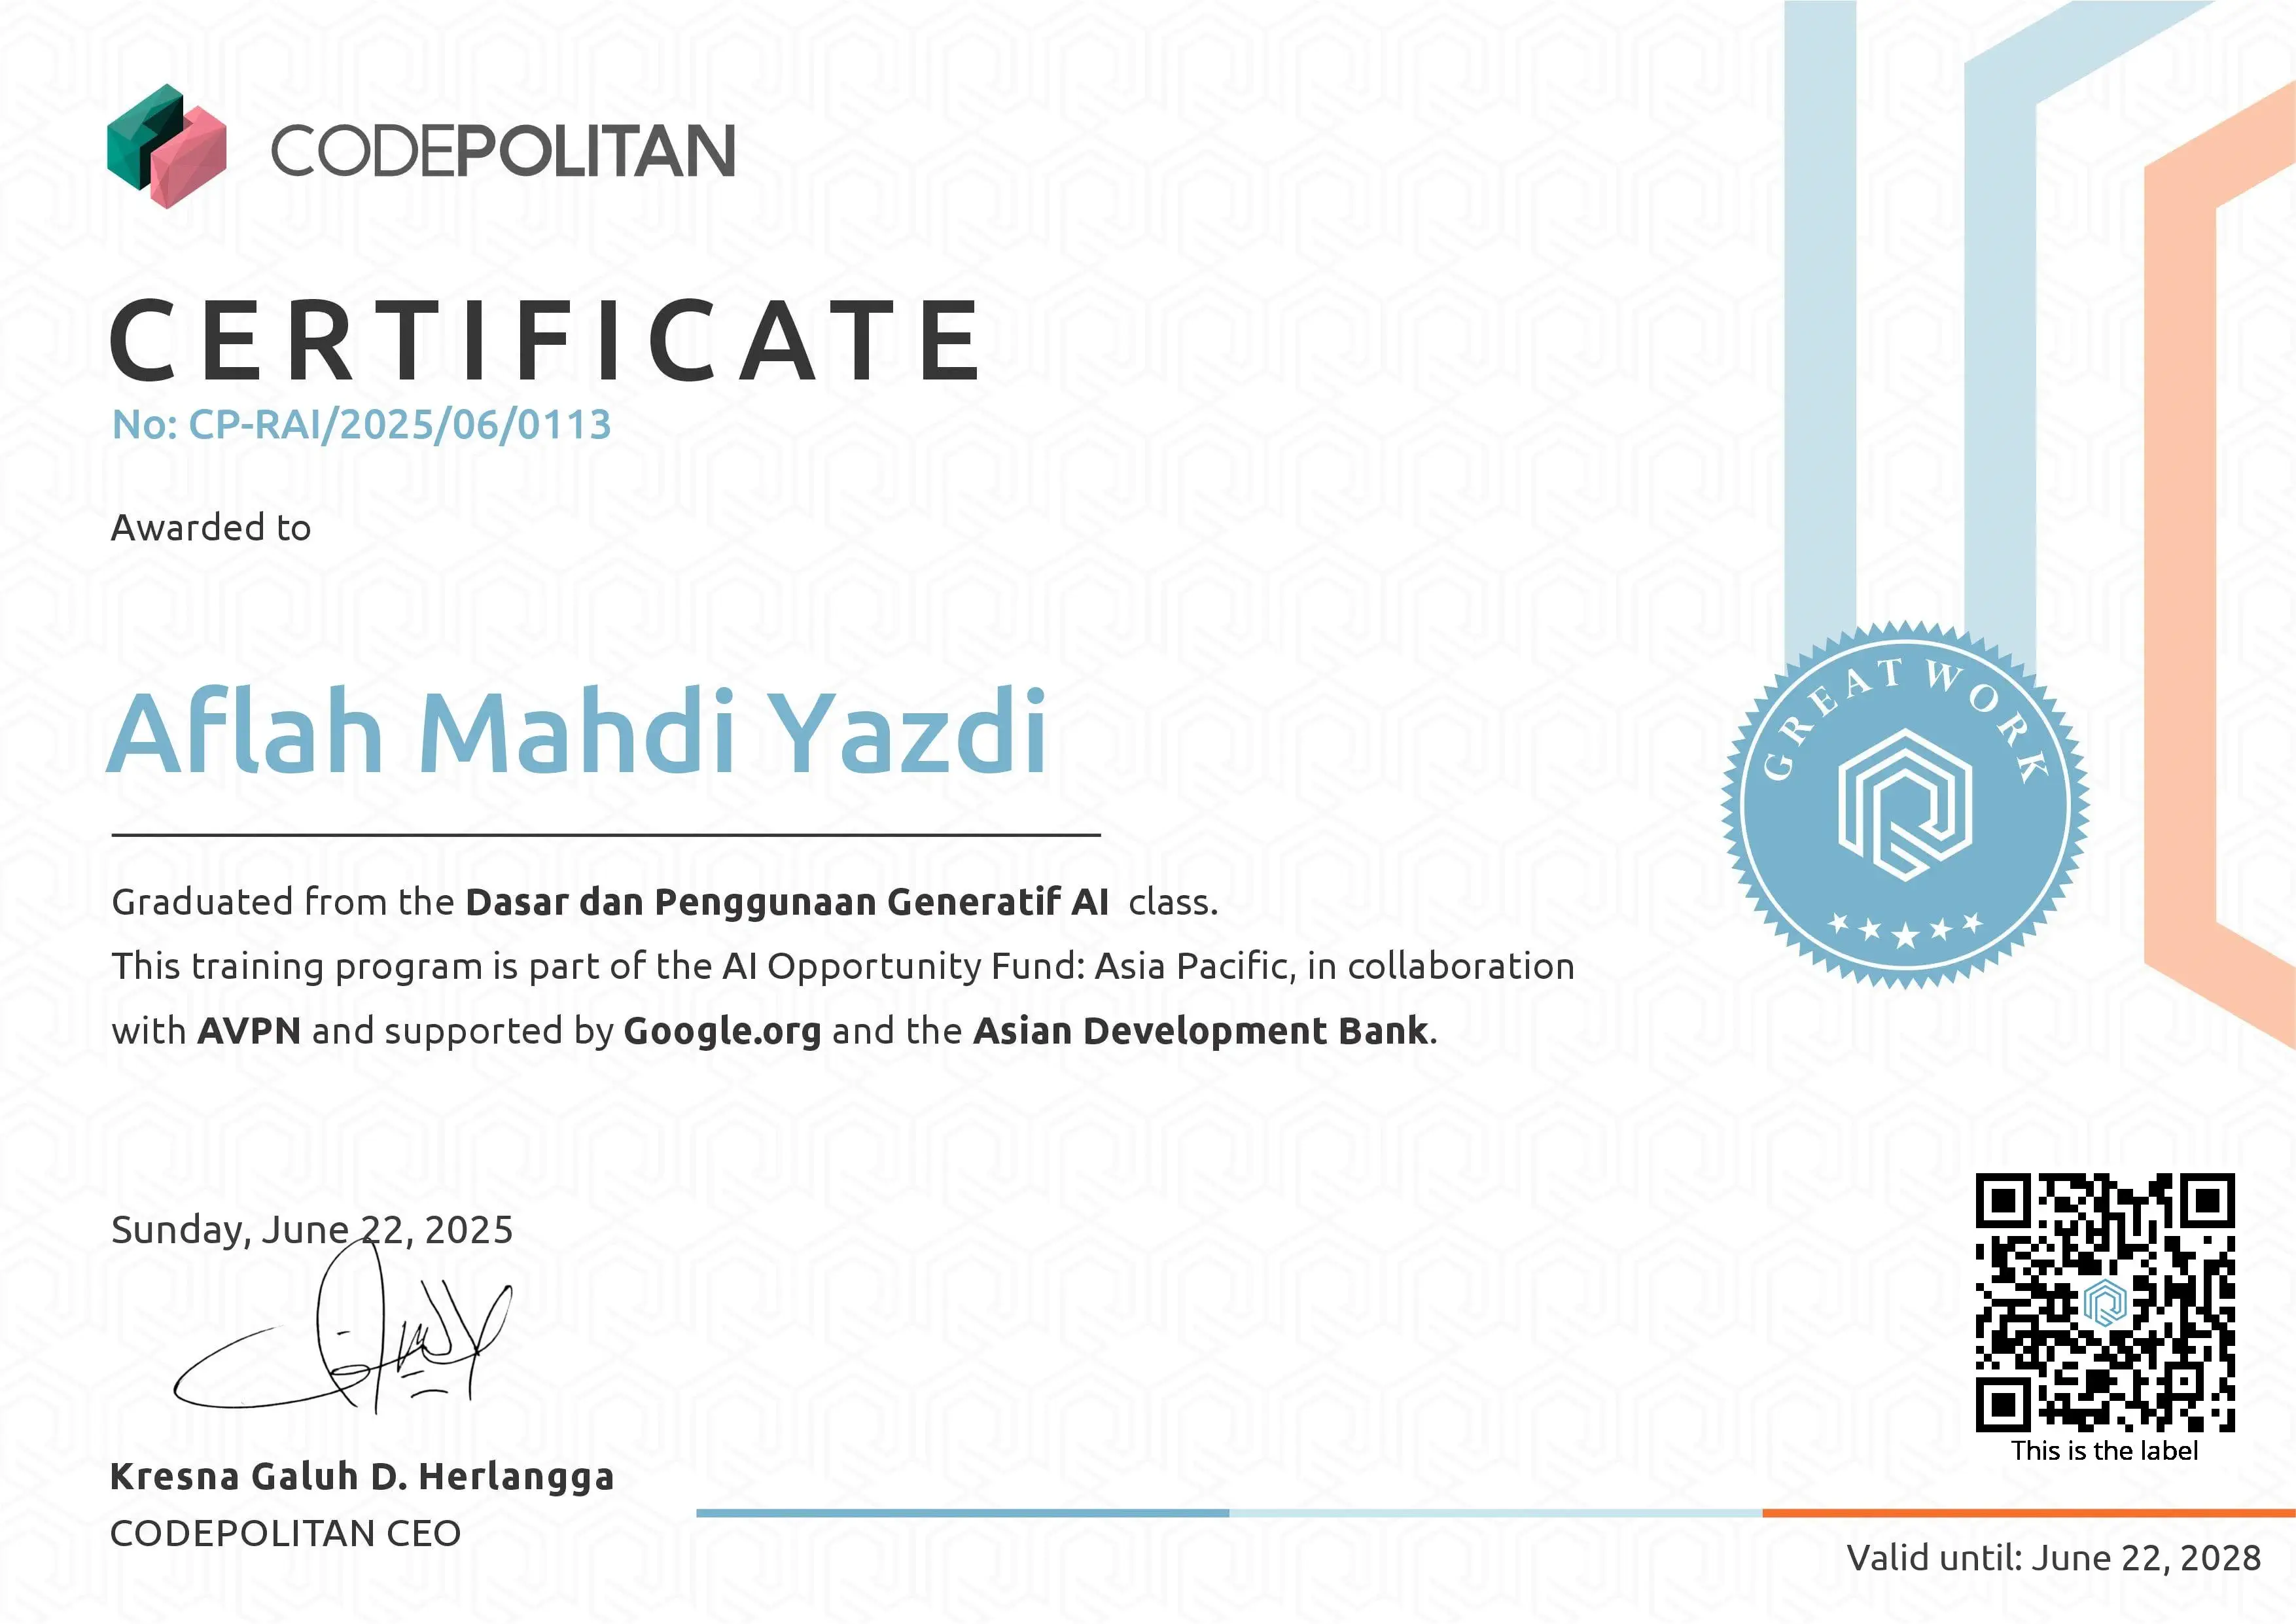 CODEPOLITAN
CERTIFICATE
No: CP-RAI/2025/06/0113
Awarded to
Aflah Mahdi Yazdi
GREAT WORK
Graduated from the Dasar dan Penggunaan Generatif AI class.
This training program is part of the AI Opportunity Fund: Asia Pacific, in collaboration
with AVPN and supported by Google.org and the Asian Development Bank.
Sunday, June 22, 2025
Kresna Galuh D. Herlangga
CODEPOLITAN CEO
This is the label
Valid until: June 22, 2028